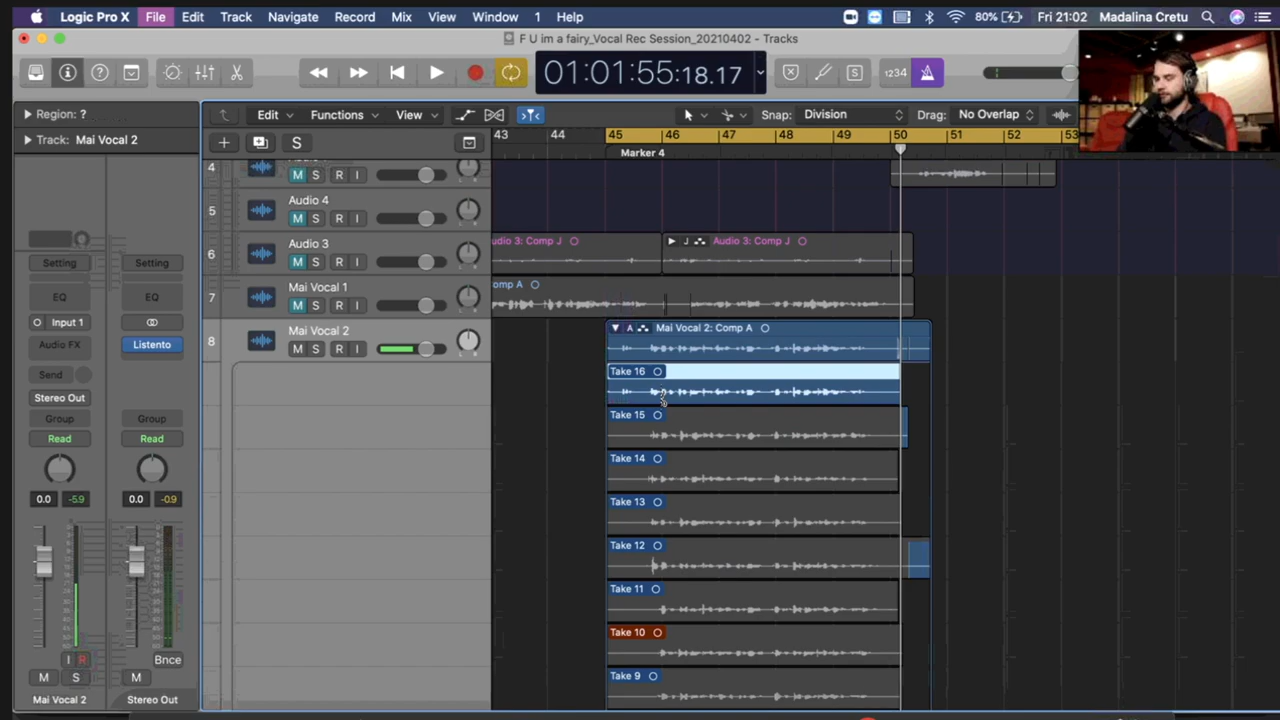 Logic Pro X File Edit Track Navigate Record Mix View Window 1 Help 80% Fri 21:02 Madalina Cretu
F U im a fairy_Vocal Rec Session_20210402 - Tracks
01:01:55:18.17 S 1234
Region: ? Edit Functions View Snap: Division Drag: No Overlap
Track: Mai Vocal 2 S 43 44 45 46 47 48 49 50 51 52 53
Marker 4
4 M S R I
5 Audio 4
M S R I
6 Audio 3 udio 3: Comp J J Audio 3: Comp J
M S R I
7 Mai Vocal 1 omp A
M S R I
8 Mai Vocal 2 A Mai Vocal 2: Comp A
M S R I
Setting Setting
EQ EQ
Input 1
Audio FX Listento
Send
Stereo Out
Group Group
Read Read
0.0 -5.9 0.0 -0.9
I R Bnce
M S M
Mai Vocal 2 Stereo Out
Take 16
Take 15
Take 14
Take 13
Take 12
Take 11
Take 10
Take 9